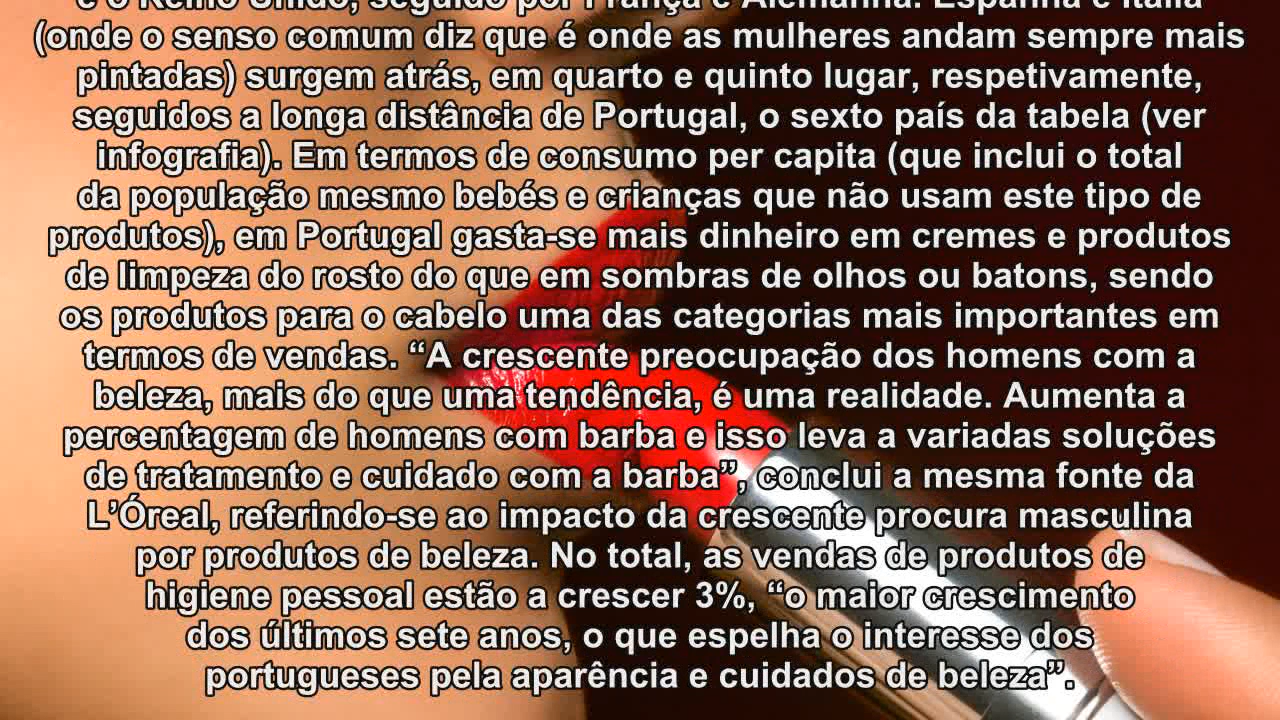 e o Reino Unido, seguido por França e Alemanha. Espanha e Itália
(onde o senso comum diz que é onde as mulheres andam sempre mais
pintadas) surgem atrás, em quarto e quinto lugar, respetivamente,
seguidos a longa distância de Portugal, o sexto país da tabela (ver
infografia). Em termos de consumo per capita (que inclui o total
da população mesmo bebés e crianças que não usam este tipo de
produtos), em Portugal gasta-se mais dinheiro em cremes e produtos
de limpeza do rosto do que em sombras de olhos ou batons, sendo
os produtos para o cabelo uma das categorias mais importantes em
termos de vendas. “A crescente preocupação dos homens com a
beleza, mais do que uma tendência, é uma realidade. Aumenta a
percentagem de homens com barba e isso leva a variadas soluções
de tratamento e cuidado com a barba”, conclui a mesma fonte da
L’Óreal, referindo-se ao impacto da crescente procura masculina
por produtos de beleza. No total, as vendas de produtos de
higiene pessoal estão a crescer 3%, “o maior crescimento
dos últimos sete anos, o que espelha o interesse dos
portugueses pela aparência e cuidados de beleza”.